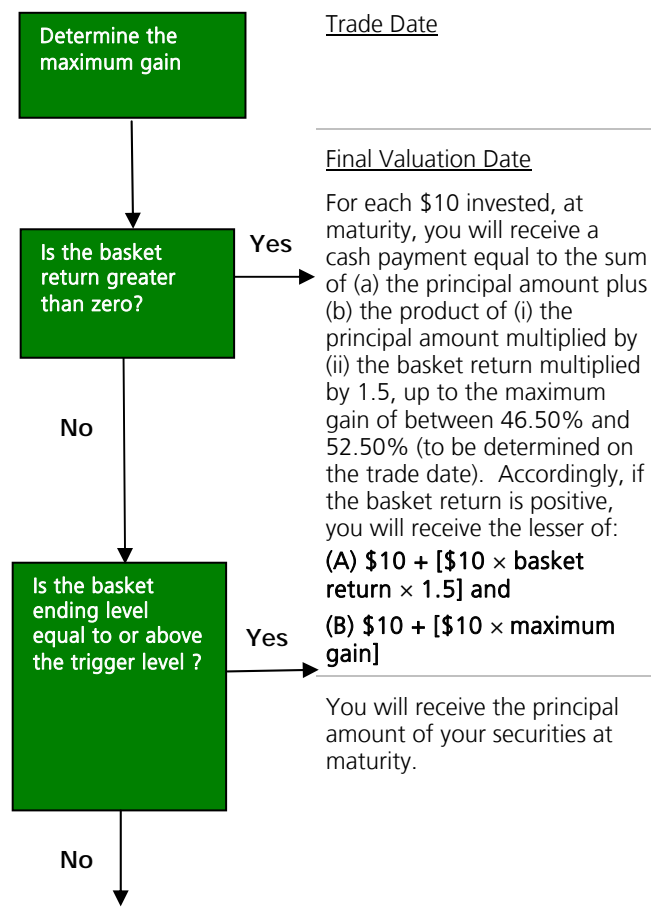 Determine the
maximum gain
Trade Date
Final Valuation Date
Is the basket
return greater
than zero?
Yes
For each $10 invested, at
maturity, you will receive a
cash payment equal to the sum
of (a) the principal amount plus
(b) the product of (i) the
principal amount multiplied by
(ii) the basket return multiplied
by 1.5, up to the maximum
gain of between 46.50% and
52.50% (to be determined on
the trade date).  Accordingly, if
the basket return is positive,
you will receive the lesser of:
(A) $10 + [$10 × basket
return × 1.5] and
(B) $10 + [$10 × maximum
gain]
No
Is the basket
ending level
equal to or above
the trigger level ?
Yes
You will receive the principal
amount of your securities at
maturity.
No